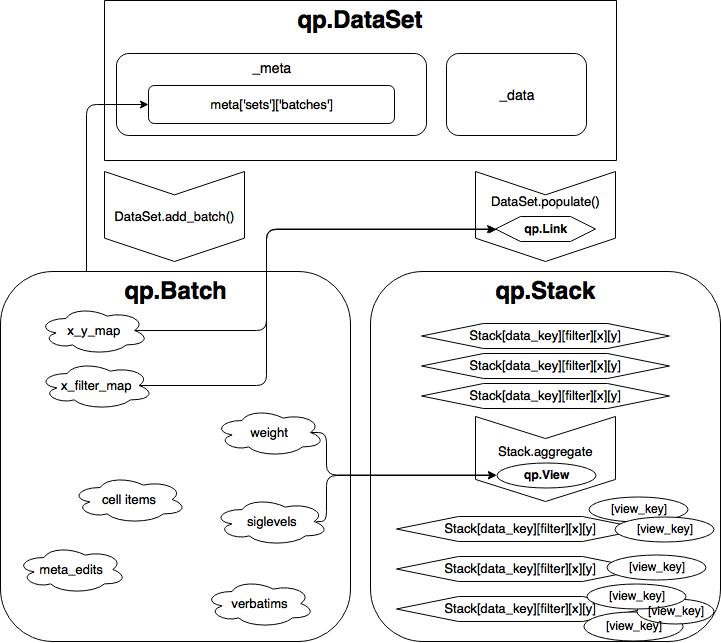 qp.DataSet
_meta
meta['sets']['batches']
_data
DataSet.add_batch()
DataSet.populate()
qp.Link
qp.Batch
x_y_map
x_filter_map
weight
cell items
siglevels
meta_edits
verbatims
qp.Stack
Stack[data_key][filter][x][y]
Stack[data_key][filter][x][y]
Stack[data_key][filter][x][y]
Stack.aggregate
qp.View
[view_key]
Stack[data_key][filter][x][y] [view_key]
Stack[data_key][filter][x][y] [view_key]
[view_key]
Stack[data_key][filter][x][y] [view_key]
[view_key]